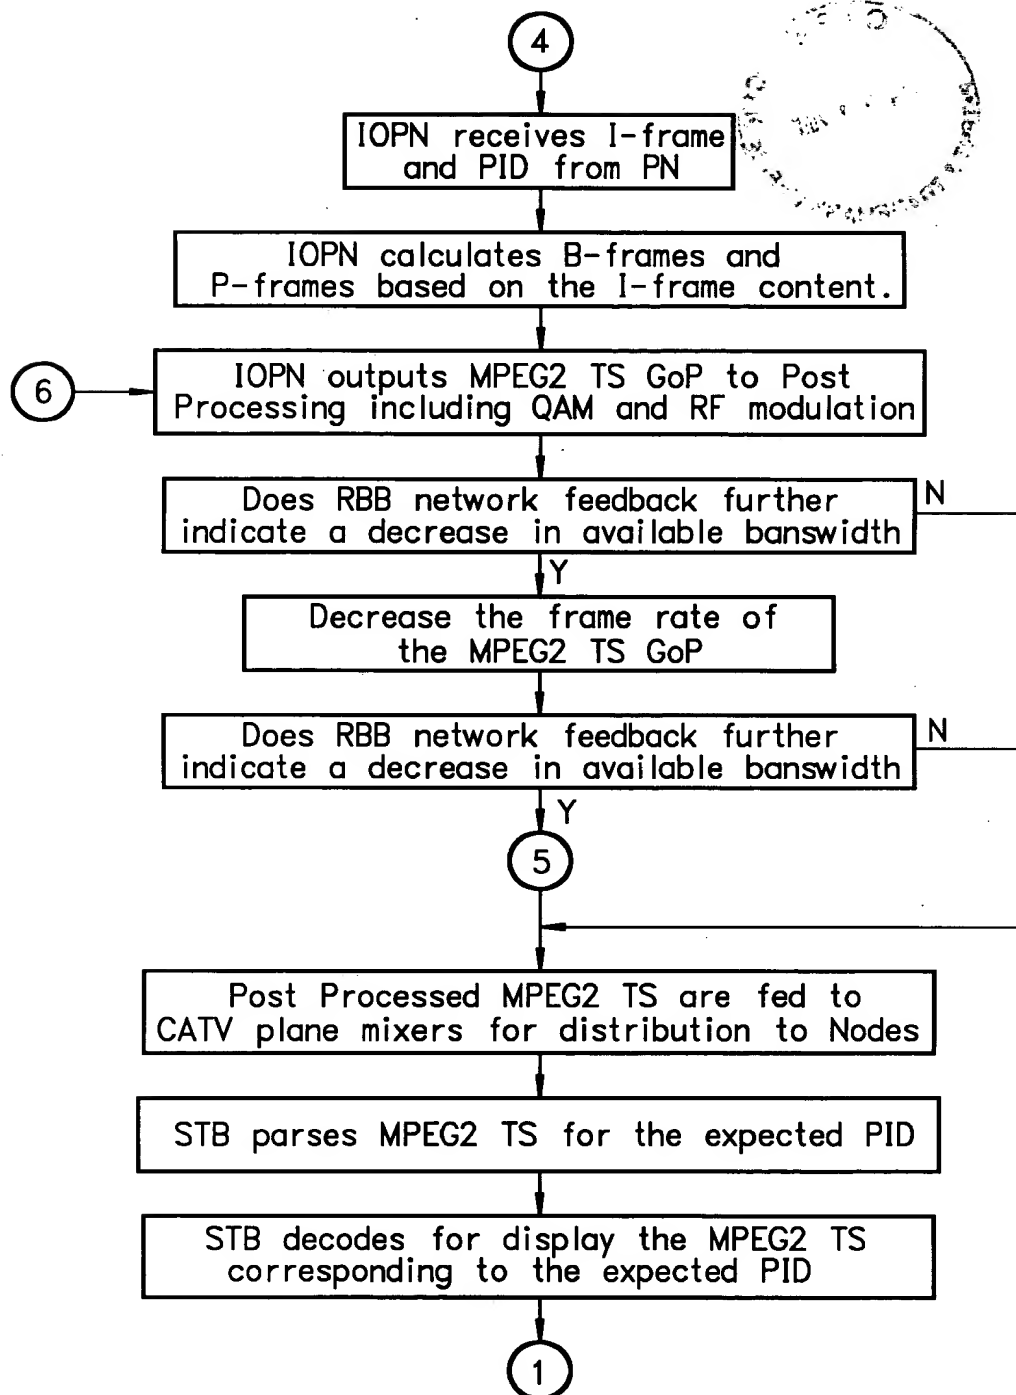 4
IOPN receives I-frame
and PID from PN
IOPN calculates B-frames and
P-frames based on the I-frame content.
6
IOPN outputs MPEG2 TS GoP to Post
Processing including QAM and RF modulation
Does RBB network feedback further
indicate a decrease in available banswidth
N
Y
Decrease the frame rate of
the MPEG2 TS GoP
Does RBB network feedback further
indicate a decrease in available banswidth
N
Y
5
Post Processed MPEG2 TS are fed to
CATV plane mixers for distribution to Nodes
STB parses MPEG2 TS for the expected PID
STB decodes for display the MPEG2 TS
corresponding to the expected PID
1